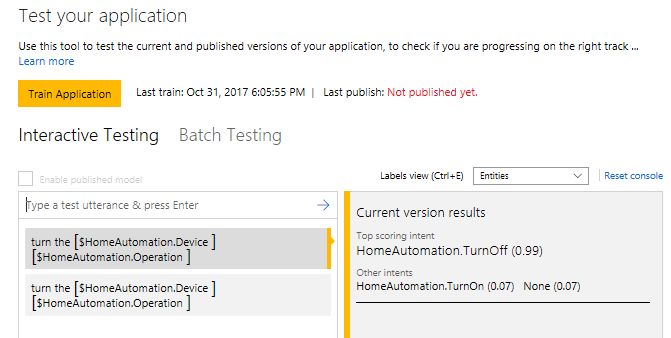 Test your application
Use this tool to test the current and published versions of your application, to check if you are progressing on the right track ...
Learn more
Train Application Last train: Oct 31, 2017 6:05:55 PM | Last publish: Not published yet.
Interactive Testing Batch Testing
Enable published model Labels view (Ctrl+E) Entities Reset console
Type a test utterance & press Enter
turn the [$HomeAutomation.Device ]
[$HomeAutomation.Operation ]
turn the [$HomeAutomation.Device ]
[$HomeAutomation.Operation ]
Current version results
Top scoring intent
HomeAutomation.TurnOff (0.99)
Other intents
HomeAutomation.TurnOn (0.07) None (0.07)